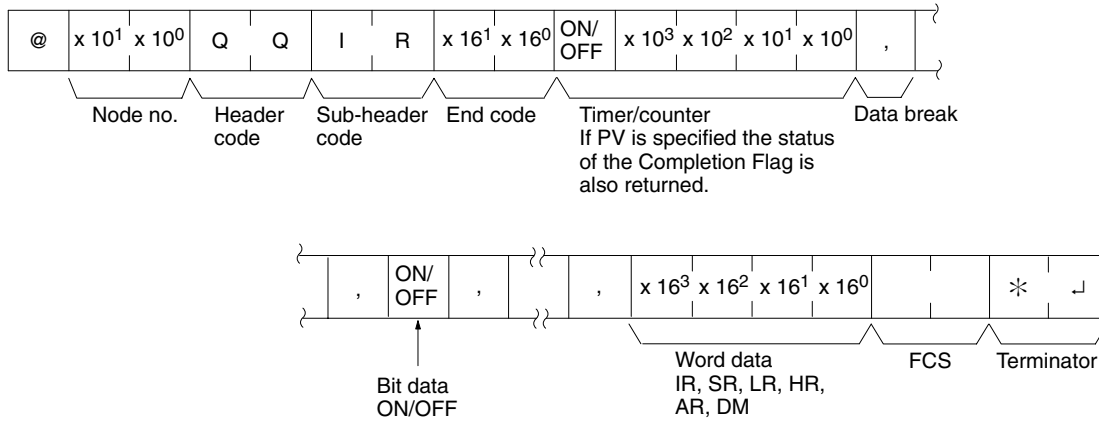 @ x 10¹ x 10⁰ Q Q I R x 16¹ x 16⁰ ON/OFF x 10³ x 10² x 10¹ x 10⁰ ,
Node no. Header code Sub-header code End code Timer/counter Data break
If PV is specified the status
of the Completion Flag is
also returned.
, ON/OFF , , x 16³ x 16² x 16¹ x 16⁰ * ↵
Bit data
ON/OFF
Word data
IR, SR, LR, HR,
AR, DM
FCS
Terminator